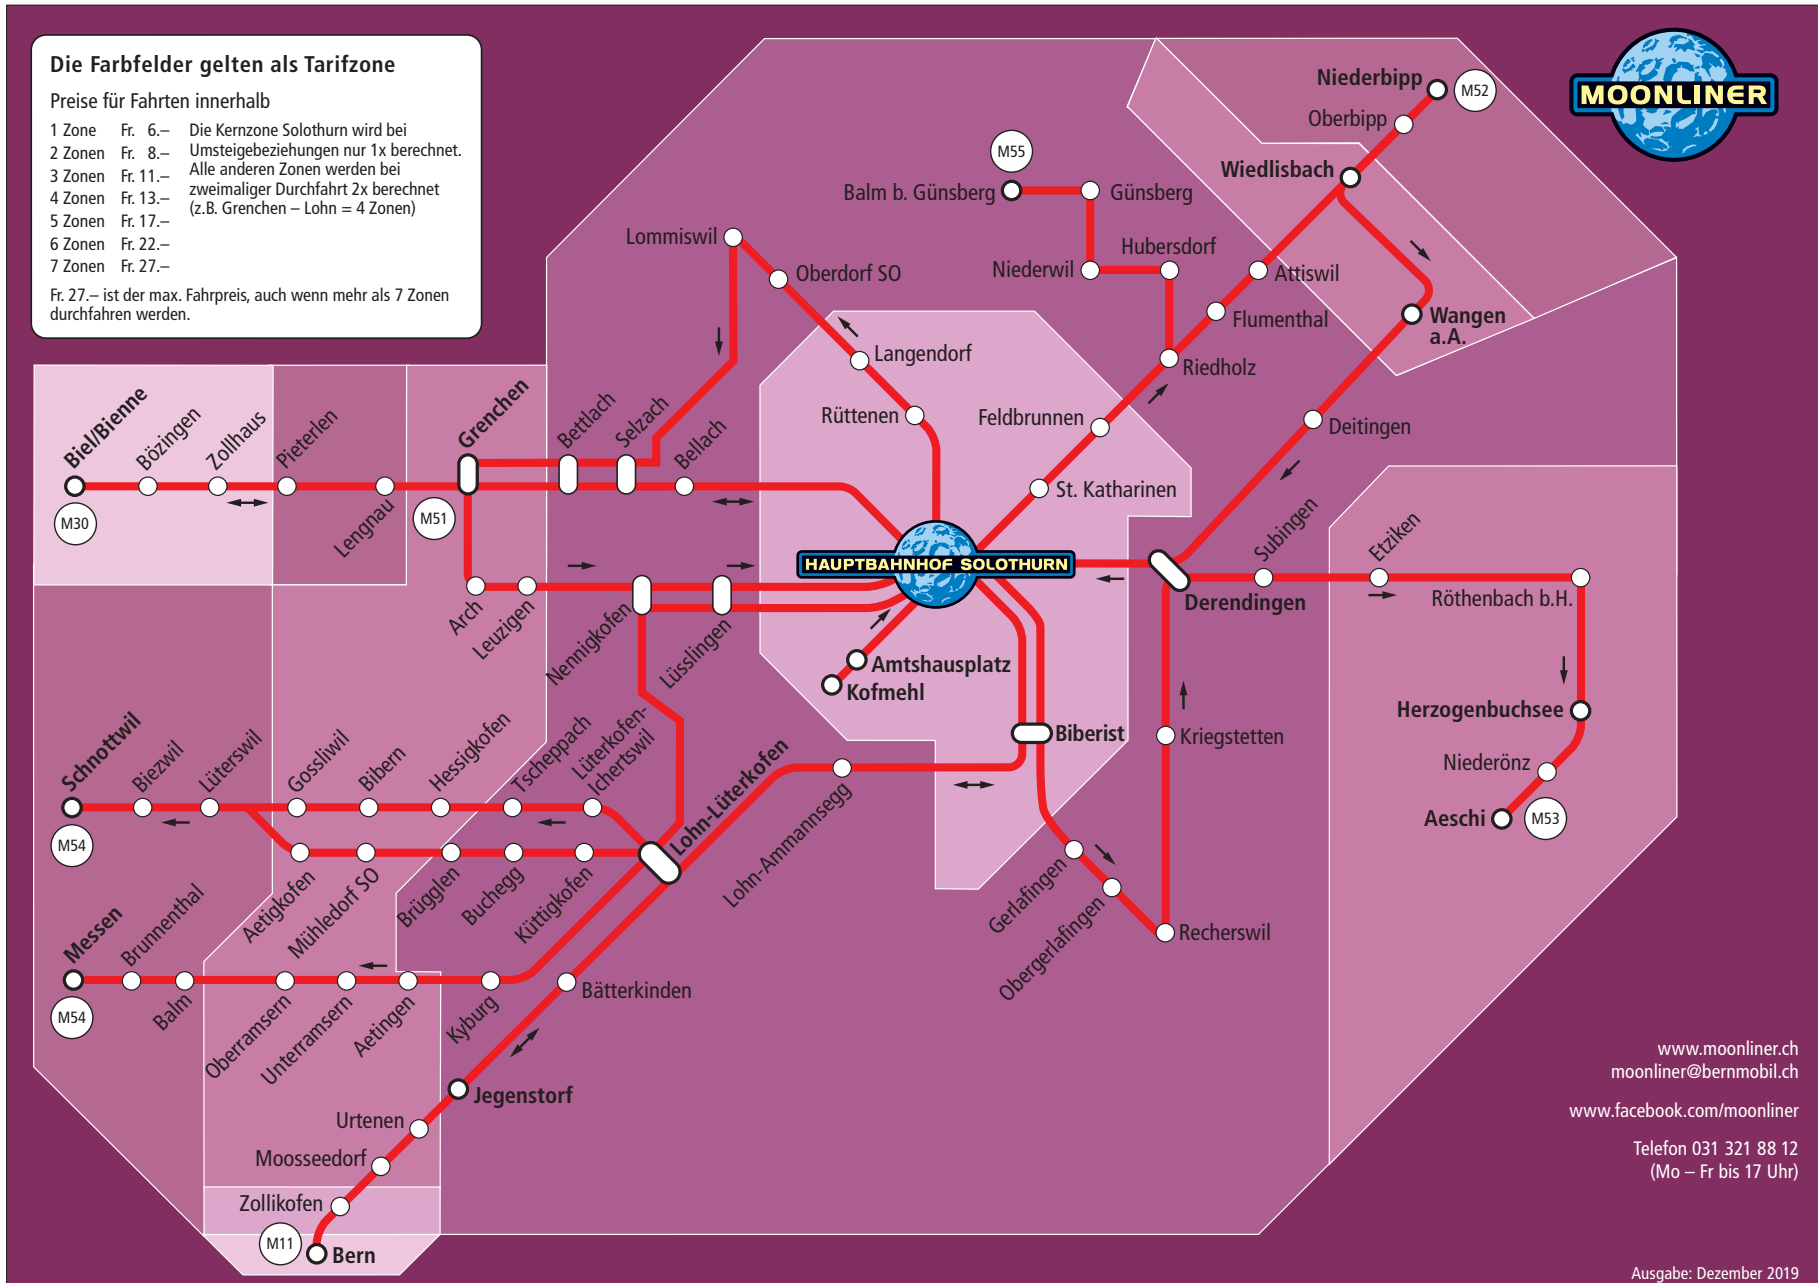 Die Farbfelder gelten als Tarifzone
Preise für Fahrten innerhalb
1 Zone Fr. 6.–
2 Zonen Fr. 8.–
3 Zonen Fr. 11.–
4 Zonen Fr. 13.–
5 Zonen Fr. 17.–
6 Zonen Fr. 22.–
7 Zonen Fr. 27.–
Die Kernzone Solothurn wird bei
Umsteigebeziehungen nur 1x berechnet.
Alle anderen Zonen werden bei
zweimaliger Durchfahrt 2x berechnet
(z.B. Grenchen – Lohn = 4 Zonen)
Fr. 27.– ist der max. Fahrpreis, auch wenn mehr als 7 Zonen
durchfahren werden.
MOONLINER
Niederbipp
M52
Oberbipp
Wiedlisbach
M55
Balm b. Günsberg
Günsberg
Lommiswil
Oberdorf SO
Niederwil
Hubersdorf
Attiswil
Flumenthal
Wangen
a.A.
Langendorf
Riedholz
Rüttenen
Feldbrunnen
Deitingen
St. Katharinen
Biel/Bienne
Bözingen
Zollhaus
Pieterlen
Lengnau
Grenchen
Bettlach
Selzach
Bellach
M30
M51
HAUPTBAHNHOF SOLOTHURN
Subingen
Etziken
Derendingen
Röthenbach b.H.
Arch
Leuzigen
Nennigkofen
Lüsslingen
Amtshausplatz
Kofmehl
Biberist
Kriegstetten
Herzogenbuchsee
Niederönz
Aeschi
M53
Schnottwil
Biezwil
Lüterswil
Gossliwil
Bibern
Hessigkofen
Tscheppach
Lüterkofen-
Ichertswil
Lohn-Lüterkofen
Lohn-Ammannsegg
M54
Aetigkofen
Mühledorf SO
Brügglen
Buchegg
Küttigkofen
Gerlafingen
Obergerlafingen
Recherswil
Messen
Brunnenthal
Balm
Oberramsern
Unterramsern
Aetingen
Kyburg
Bätterkinden
M54
Jegenstorf
Urtenen
Moosseedorf
Zollikofen
M11
Bern
www.moonliner.ch
moonliner@bernmobil.ch
www.facebook.com/moonliner
Telefon 031 321 88 12
(Mo – Fr bis 17 Uhr)
Ausgabe: Dezember 2019